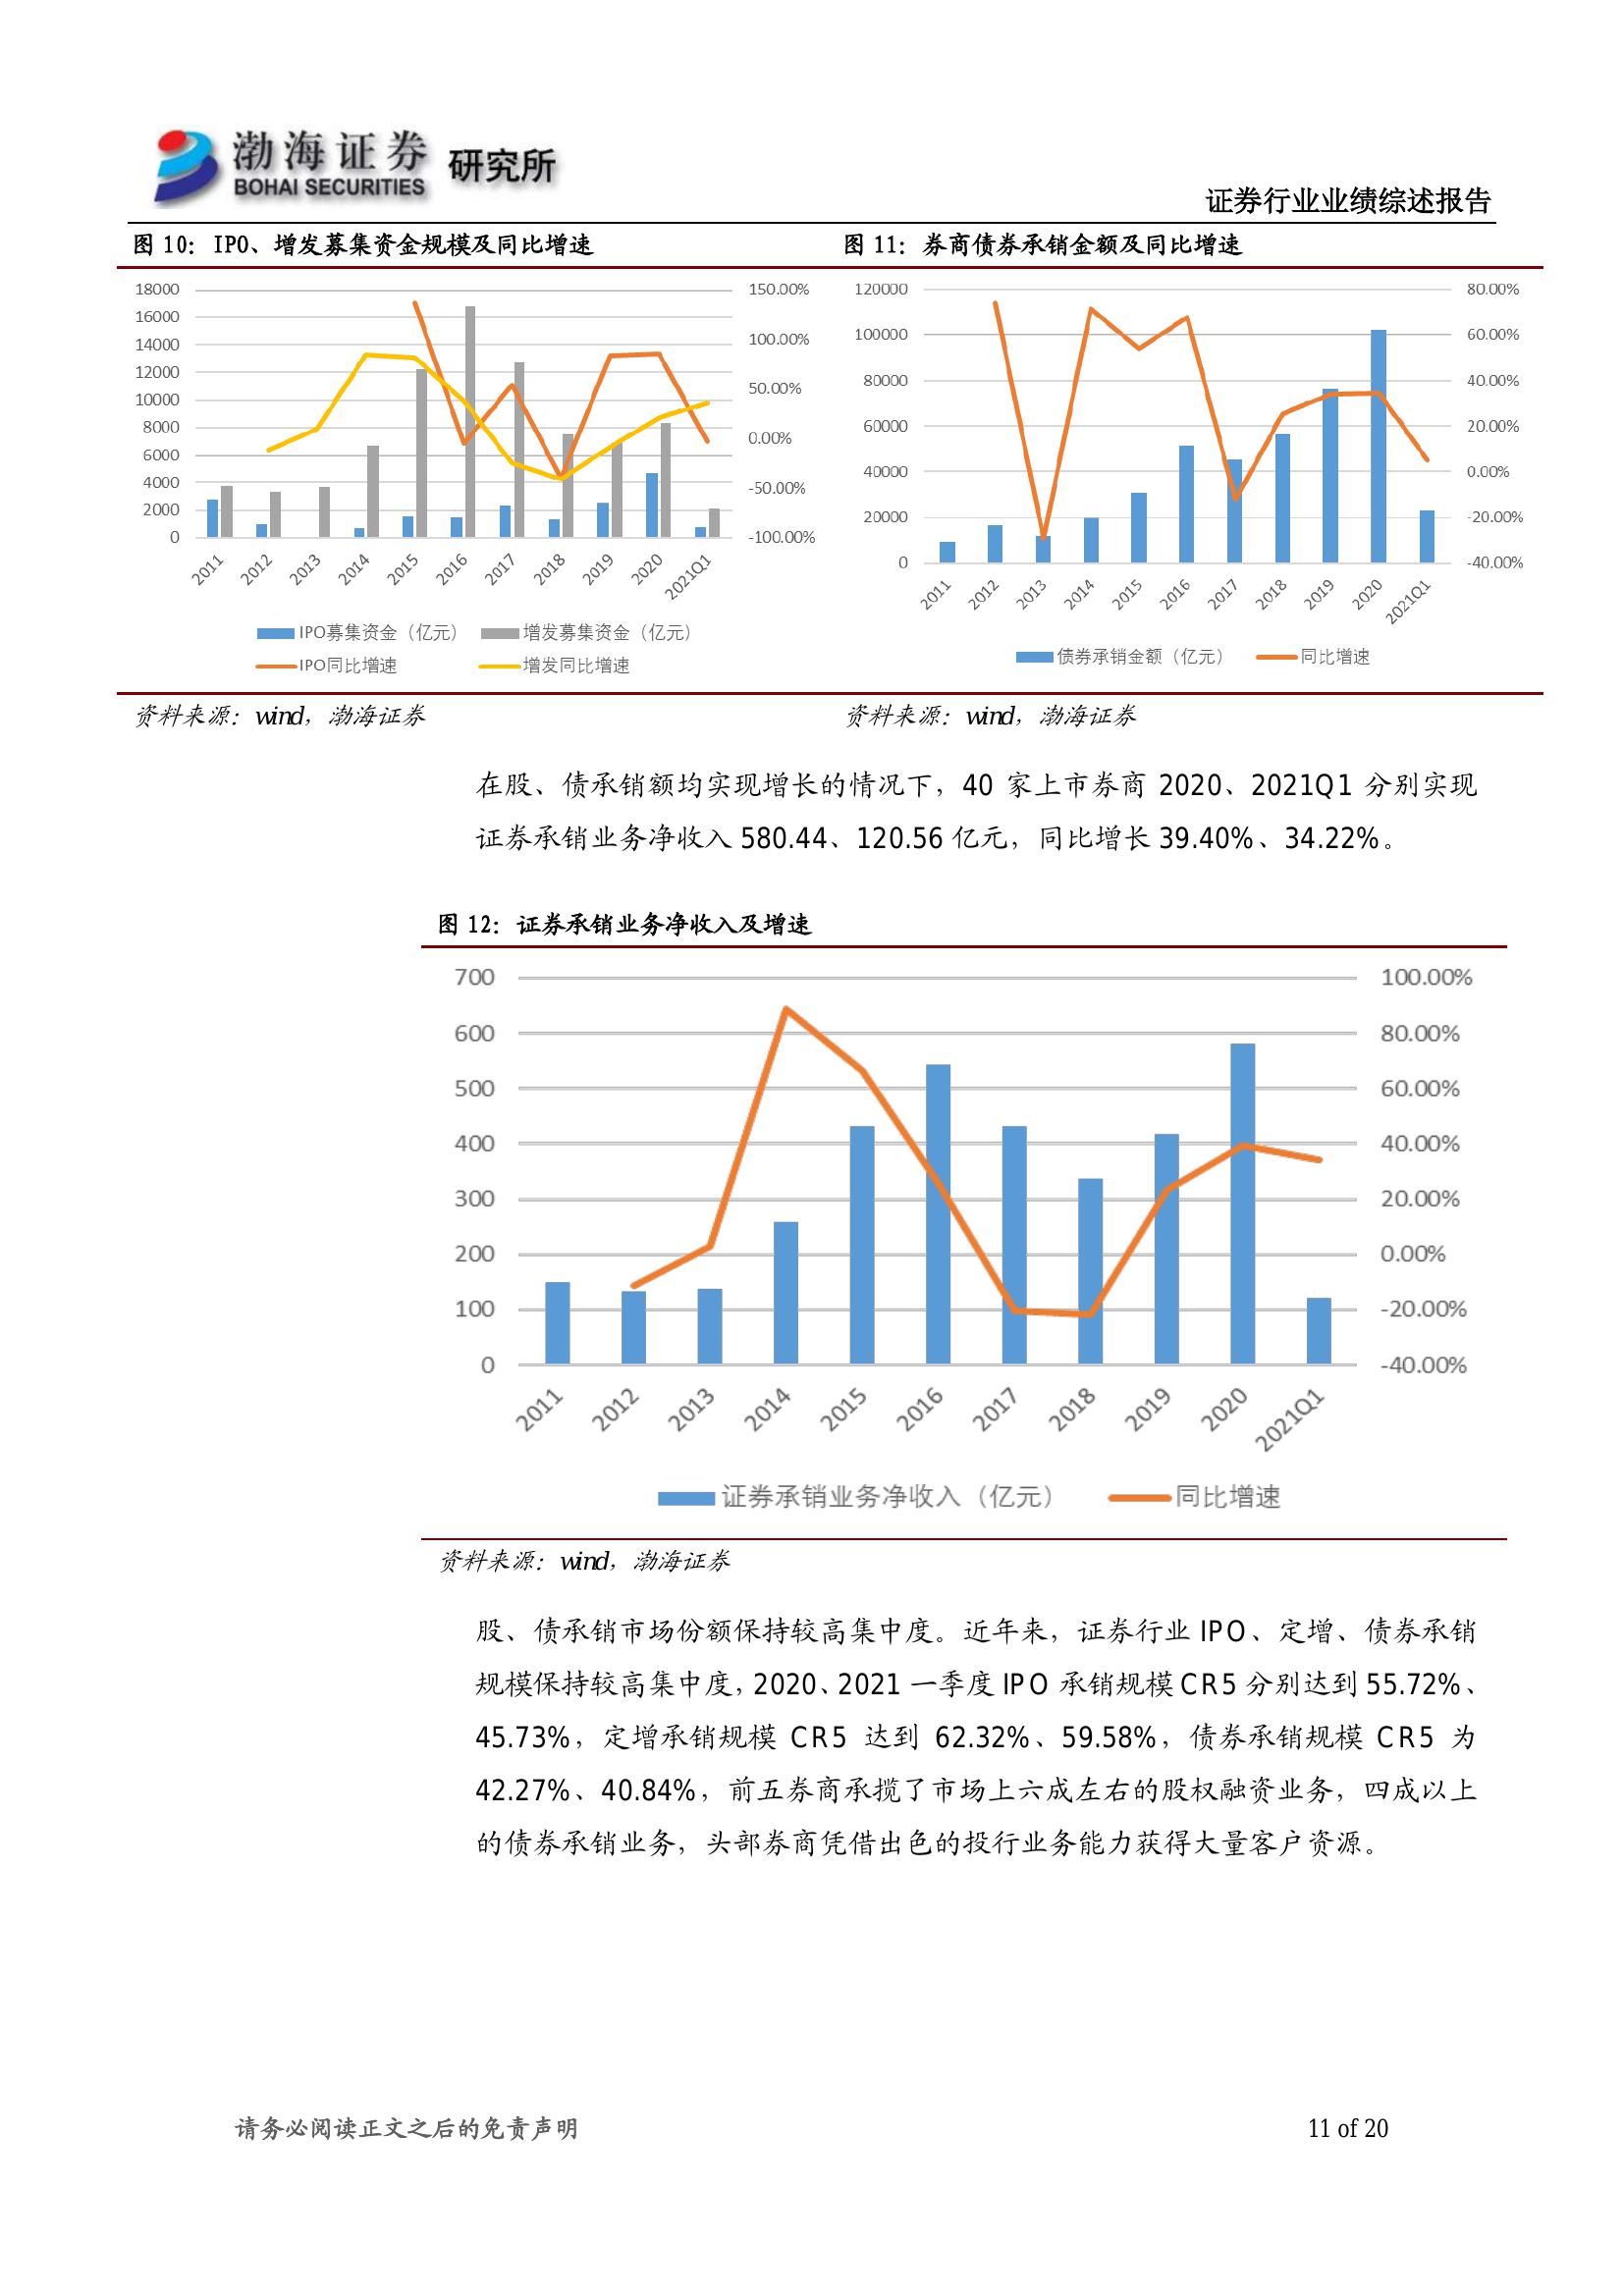 渤海证券 研究所
BOHAI SECURITIES
证券行业业绩综述报告
图 10： IPO、增发募集资金规模及同比增速
18000
16000
14000
12000
10000
8000
6000
4000
2000
0
150.00%
100.00%
50.00%
0.00%
-50.00%
-100.00%
2011 2012 2013 2014 2015 2016 2017 2018 2019 2020 2021Q1
IPO募集资金（亿元） 增发募集资金（亿元）
IPO同比增速 增发同比增速
资料来源：wind，渤海证券
图 11：券商债券承销金额及同比增速
120000
100000
80000
60000
40000
20000
0
80.00%
60.00%
40.00%
20.00%
0.00%
-20.00%
-40.00%
2011 2012 2013 2014 2015 2016 2017 2018 2019 2020 2021Q1
债券承销金额（亿元） 同比增速
资料来源：wind，渤海证券
在股、债承销额均实现增长的情况下，40 家上市券商 2020、2021Q1 分别实现
证券承销业务净收入 580.44、120.56 亿元，同比增长 39.40%、34.22%。
图 12：证券承销业务净收入及增速
700
600
500
400
300
200
100
0
100.00%
80.00%
60.00%
40.00%
20.00%
0.00%
-20.00%
-40.00%
2011 2012 2013 2014 2015 2016 2017 2018 2019 2020 2021Q1
证券承销业务净收入（亿元） 同比增速
资料来源：wind，渤海证券
股、债承销市场份额保持较高集中度。近年来，证券行业 IPO、定增、债券承销
规模保持较高集中度，2020、2021 一季度 IPO 承销规模 CR5 分别达到 55.72%、
45.73%，定增承销规模 CR5 达到 62.32%、59.58%，债券承销规模 CR5 为
42.27%、40.84%，前五券商承揽了市场上六成左右的股权融资业务，四成以上
的债券承销业务，头部券商凭借出色的投行业务能力获得大量客户资源。
请务必阅读正文之后的免责声明
11 of 20